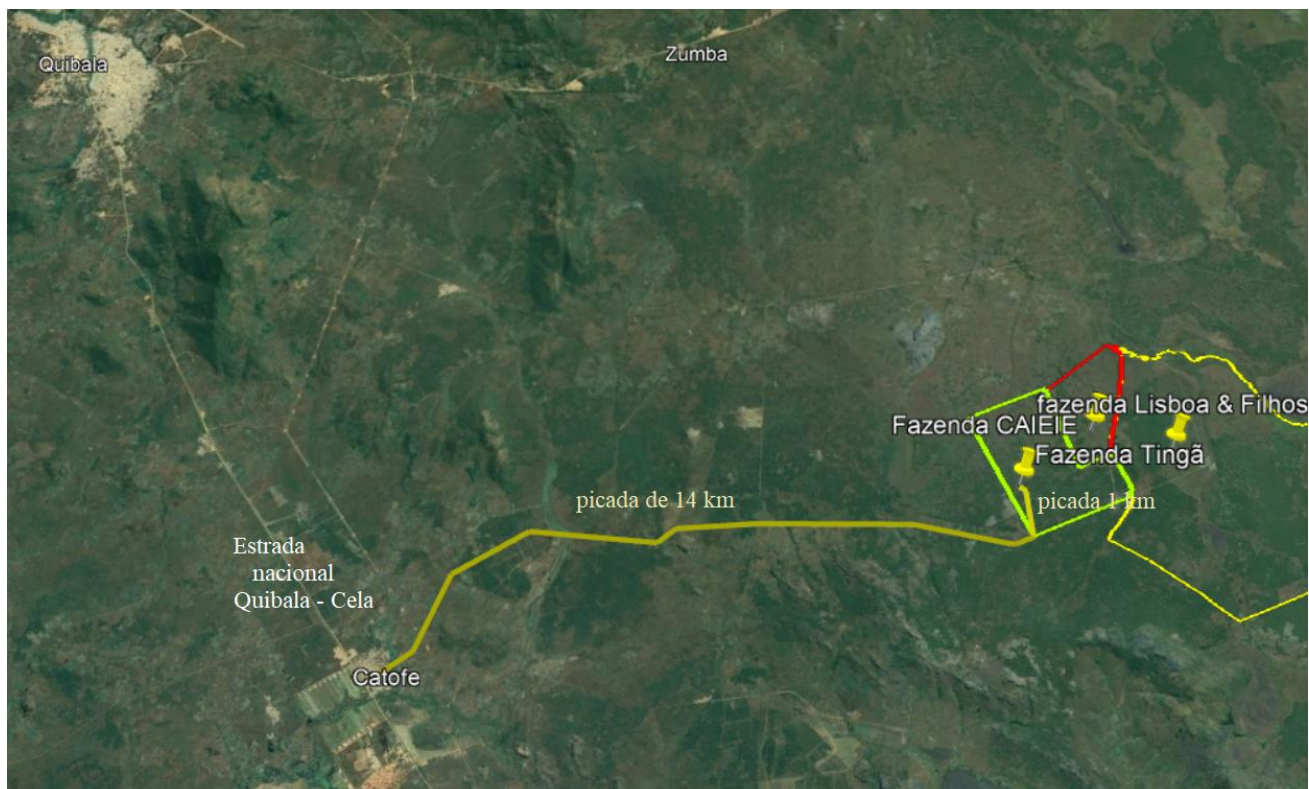 Quibala
Zumba
fazenda Lisboa & Filhos
Fazenda CAIEIE
Fazenda Tingã
picada de 14 km
picada 1 km
Estrada
nacional
Quibala - Cela
Catofe